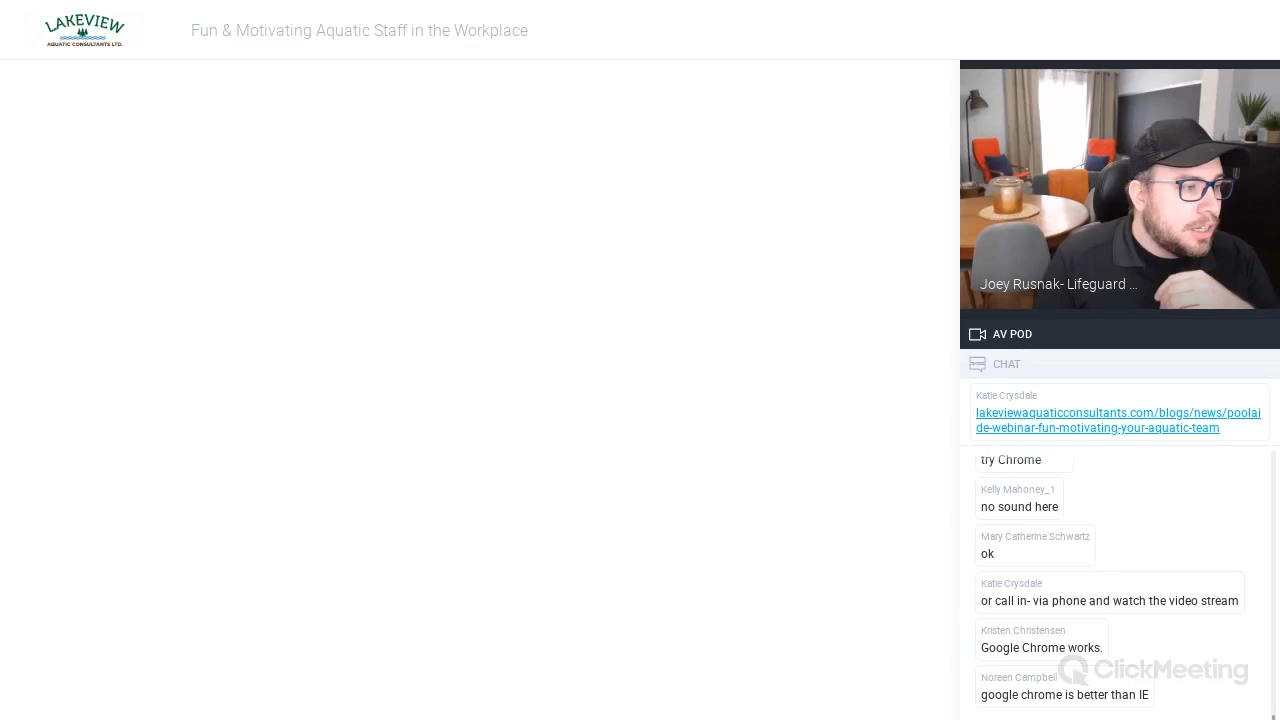 LAKEVIEW
AQUATIC CONSULTANTS LTD.
Fun & Motivating Aquatic Staff in the Workplace
Joey Rusnak- Lifeguard ...
AV POD
CHAT
Katie Crysdale
lakeviewaquaticconsultants.com/blogs/news/poolai
de-webinar-fun-motivating-your-aquatic-team
try Chrome
Kelly Mahoney_1
no sound here
Mary Catherine Schwartz
ok
Katie Crysdale
or call in- via phone and watch the video stream
Kristen Christensen
Google Chrome works.
ClickMeeting
Noreen Campbell
google chrome is better than IE